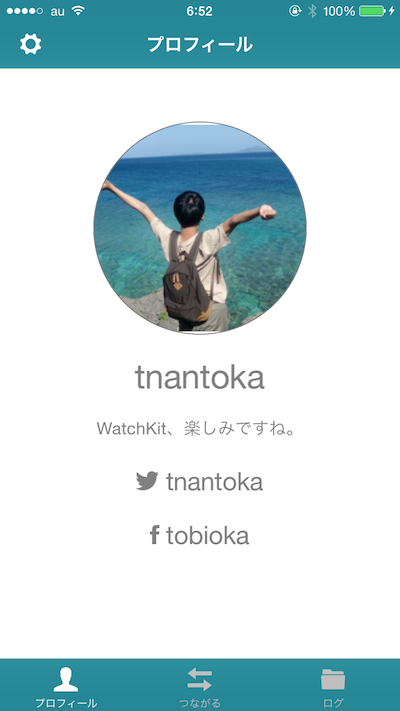 au 6:52 100%
プロフィール
tnantoka
WatchKit、楽しみですね。
tnantoka
tobioka
プロフィール つながる ログ